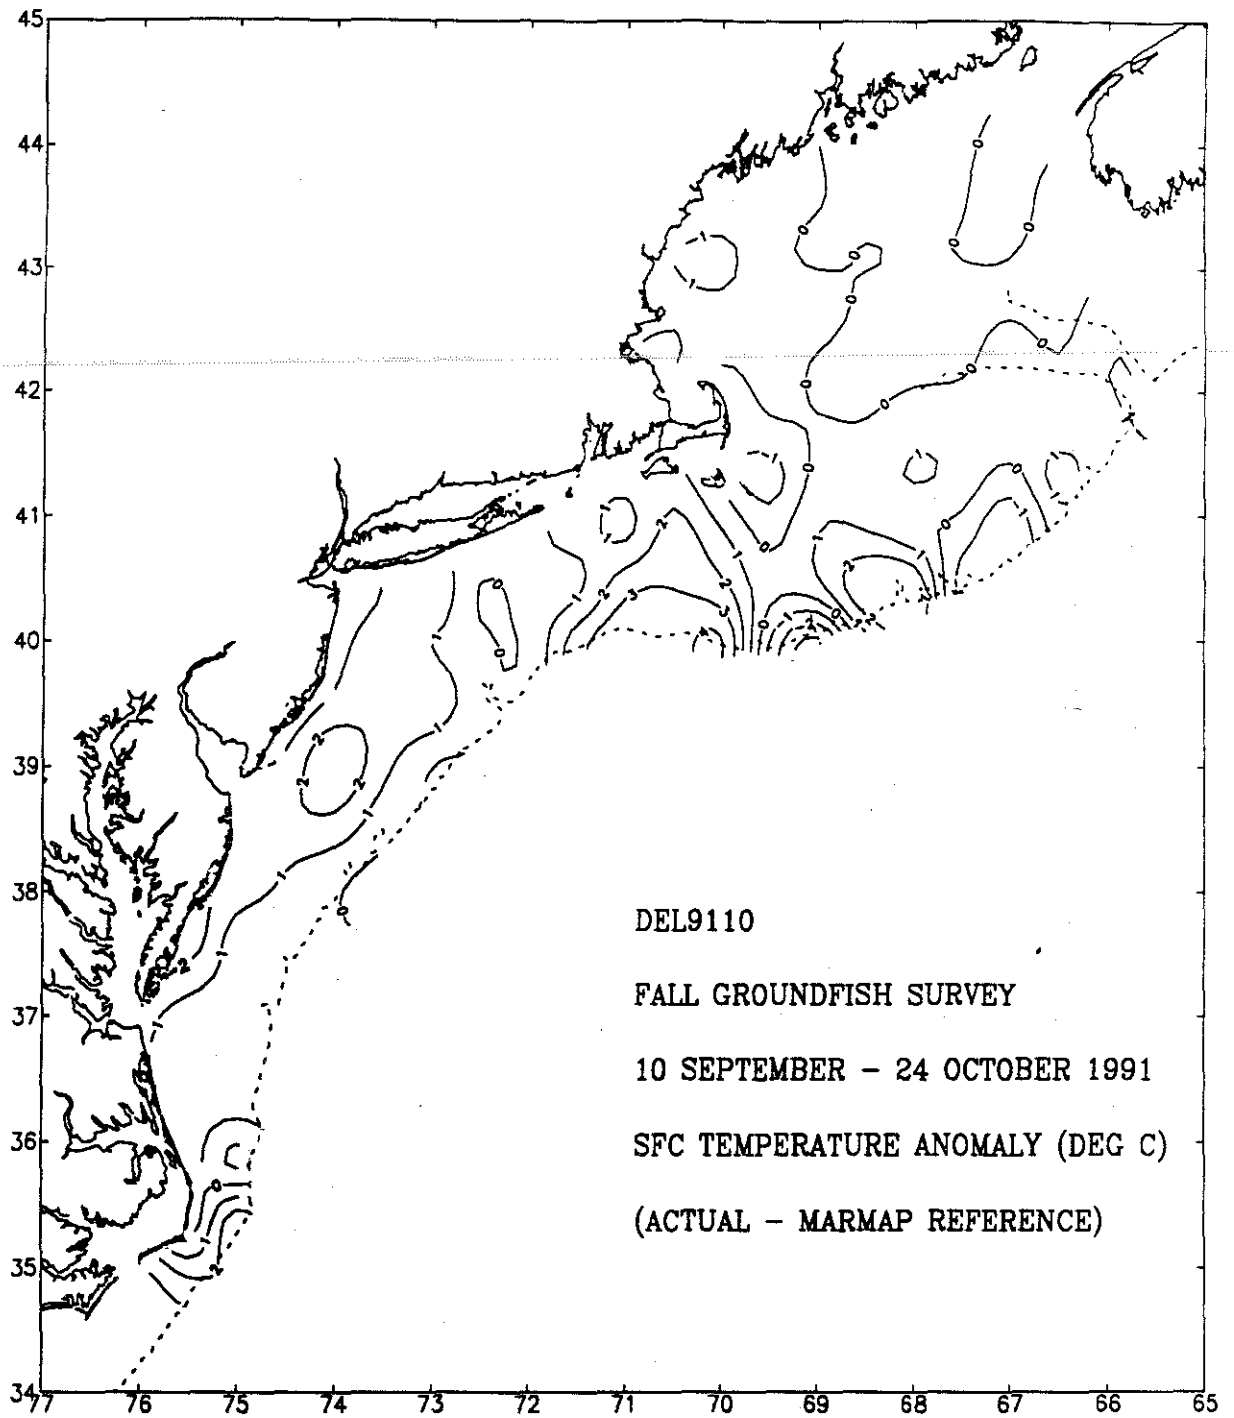 45
44
43
42
41
40
39
38
37
36
35
34
DEL9110
FALL GROUNDFISH SURVEY
10 SEPTEMBER – 24 OCTOBER 1991
SFC TEMPERATURE ANOMALY (DEG C)
(ACTUAL – MARMAP REFERENCE)
77 76 75 74 73 72 71 70 69 68 67 66 65